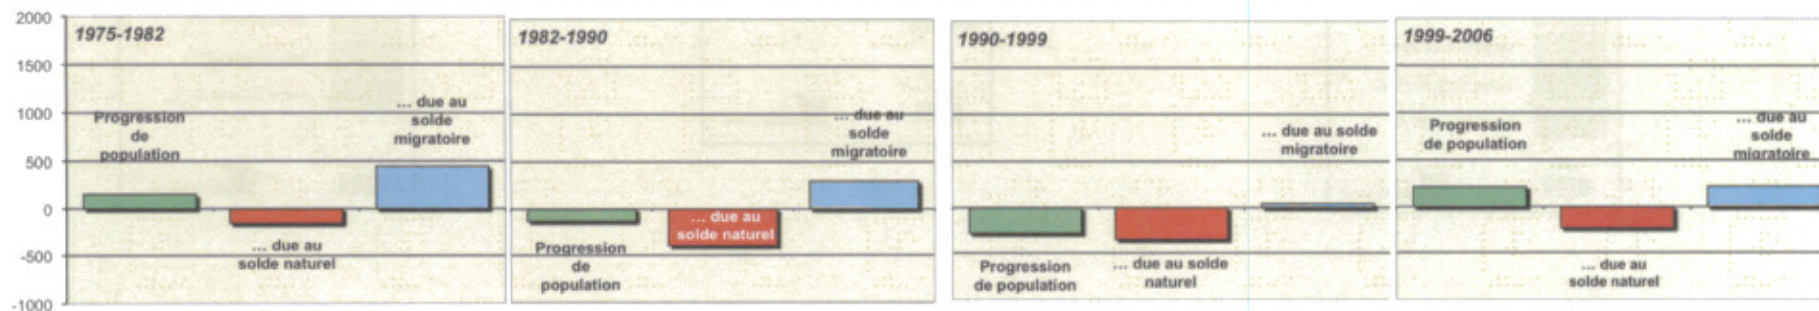 2000
1500
1000
500
0
-500
-1000
1975-1982
Progression
de
population
... due au
solde naturel
... due au
solde
migratoire
1982-1990
Progression
de
population
... due au
solde naturel
... due au
solde
migratoire
1990-1999
Progression
de population
... due au solde
naturel
... due au solde
migratoire
1999-2006
Progression
de population
... due au
solde naturel
... due au
solde
migratoire